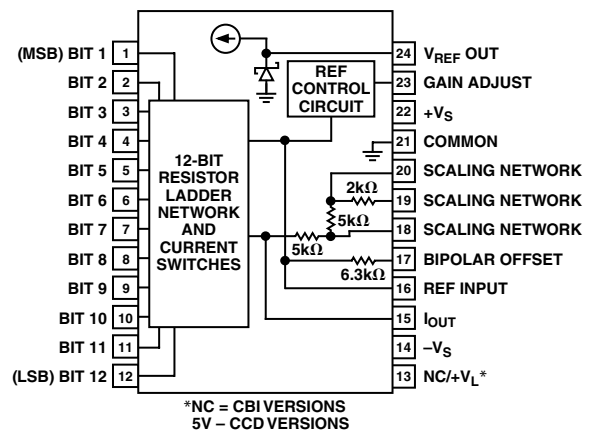 (MSB) BIT 1 1
BIT 2 2
BIT 3 3
BIT 4 4
BIT 5 5
BIT 6 6
BIT 7 7
BIT 8 8
BIT 9 9
BIT 10 10
BIT 11 11
(LSB) BIT 12 12
12-BIT
RESISTOR
LADDER
NETWORK
AND
CURRENT
SWITCHES
REF
CONTROL
CIRCUIT
2kΩ
5kΩ
5kΩ
6.3kΩ
24 VREF OUT
23 GAIN ADJUST
22 +VS
21 COMMON
20 SCALING NETWORK
19 SCALING NETWORK
18 SCALING NETWORK
17 BIPOLAR OFFSET
16 REF INPUT
15 IOUT
14 –VS
13 NC/+VL*
*NC = CBI VERSIONS
5V – CCD VERSIONS